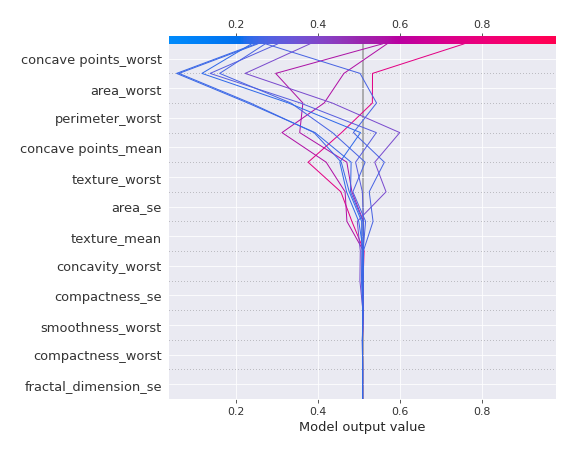 0.2 0.4 0.6 0.8
concave points_worst
area_worst
perimeter_worst
concave points_mean
texture_worst
area_se
texture_mean
concavity_worst
compactness_se
smoothness_worst
compactness_worst
fractal_dimension_se
0.2 0.4 0.6 0.8
Model output value